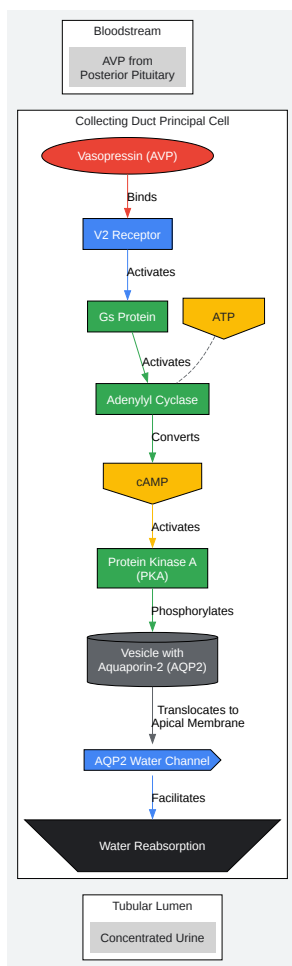 Bloodstream
AVP from
Posterior Pituitary
Collecting Duct Principal Cell
Vasopressin (AVP)
Binds
V2 Receptor
Activates
Gs Protein
ATP
Activates
Adenylyl Cyclase
Converts
cAMP
Activates
Protein Kinase A
(PKA)
Phosphorylates
Vesicle with
Aquaporin-2 (AQP2)
Translocates to
Apical Membrane
AQP2 Water Channel
Facilitates
Water Reabsorption
Tubular Lumen
Concentrated Urine